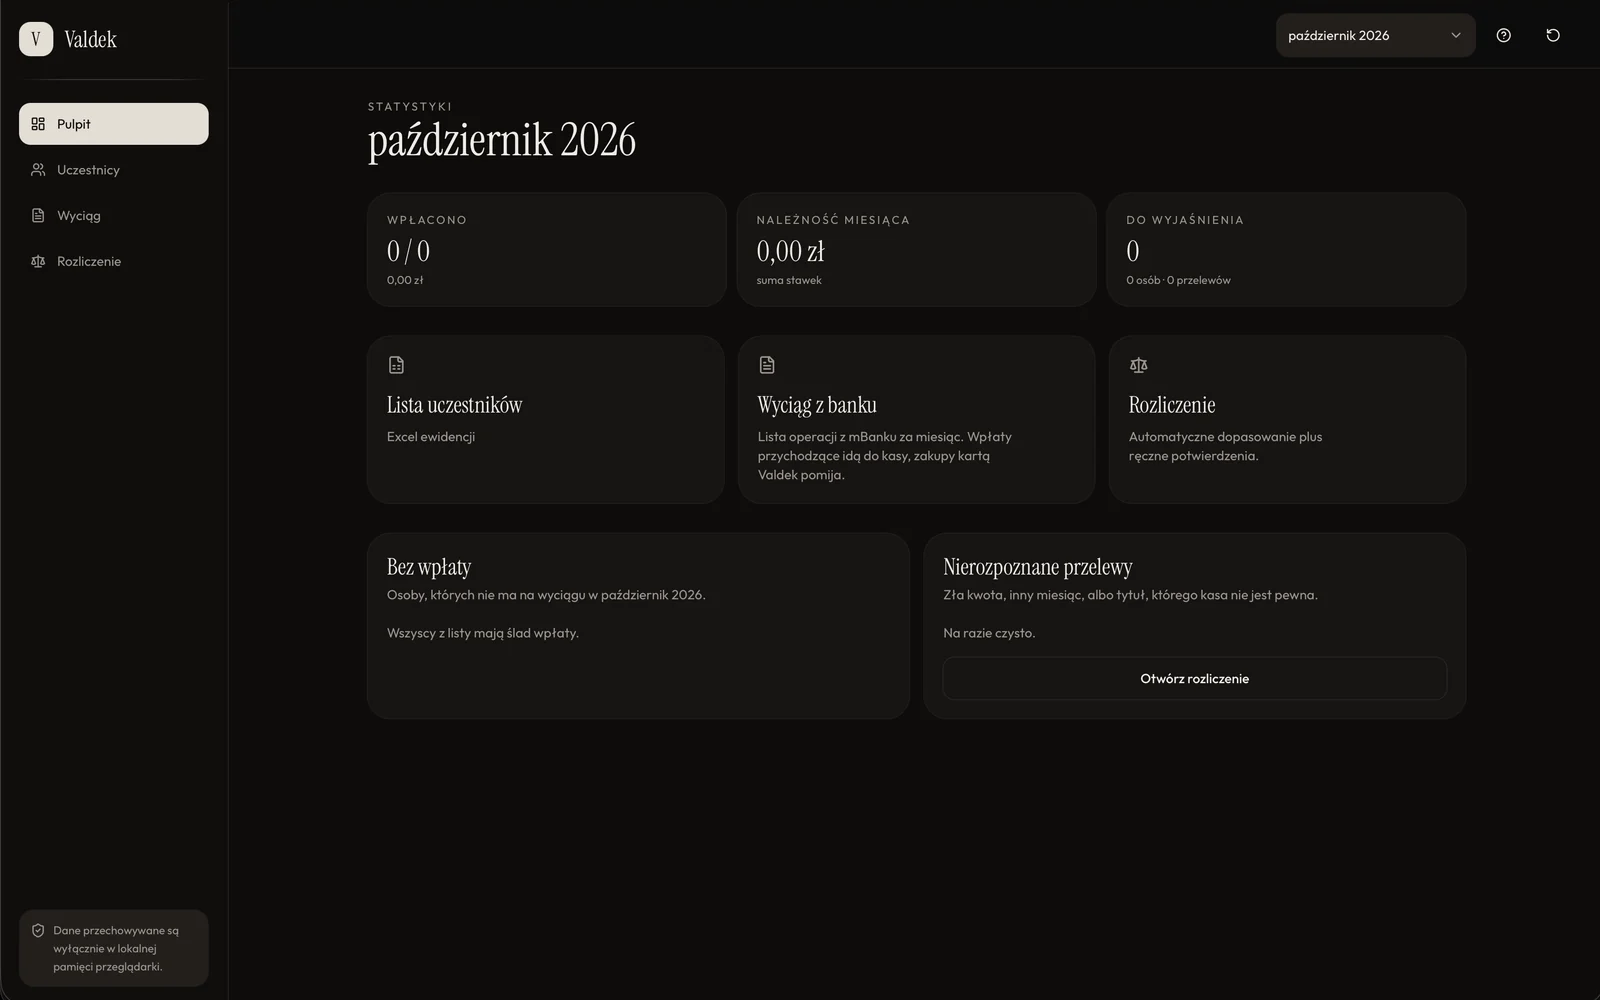 V
Valdek
Pulpit
Uczestnicy
Wyciąg
Rozliczenie
Dane przechowywane są
wyłącznie w lokalnej
pamięci przeglądarki.
październik 2026
STATYSTYKI
październik 2026
WPŁACONO
0 / 0
0,00 zł
NALEŻNOŚĆ MIESIĄCA
0,00 zł
suma stawek
DO WYJAŚNIENIA
0
0 osób · 0 przelewów
Lista uczestników
Excel ewidencji
Wyciąg z banku
Lista operacji z mBanku za miesiąc. Wpłaty
przychodzące idą do kasy, zakupy kartą
Valdek pomija.
Rozliczenie
Automatyczne dopasowanie plus
ręczne potwierdzenia.
Bez wpłaty
Osoby, których nie ma na wyciągu w październik 2026.
Wszyscy z listy mają ślad wpłaty.
Nierozpoznane przelewy
Zła kwota, inny miesiąc, albo tytuł, którego kasa nie jest pewna.
Na razie czysto.
Otwórz rozliczenie